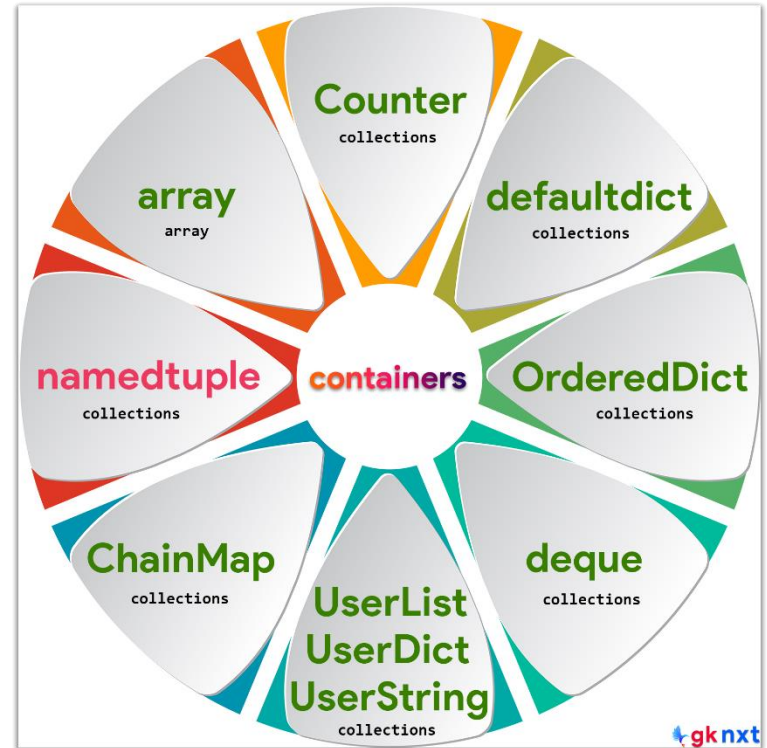 Counter
collections
defaultdict
collections
OrderedDict
collections
deque
collections
UserList
UserDict
UserString
collections
ChainMap
collections
namedtuple
collections
array
array
containers
gknxt